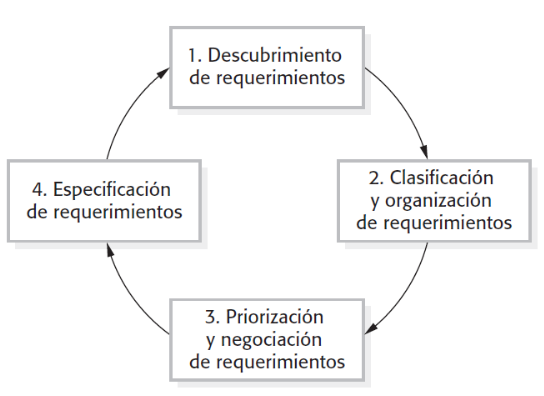 1. Descubrimiento
de requerimientos
2. Clasificación
y organización
de requerimientos
3. Priorización
y negociación
de requerimientos
4. Especificación
de requerimientos